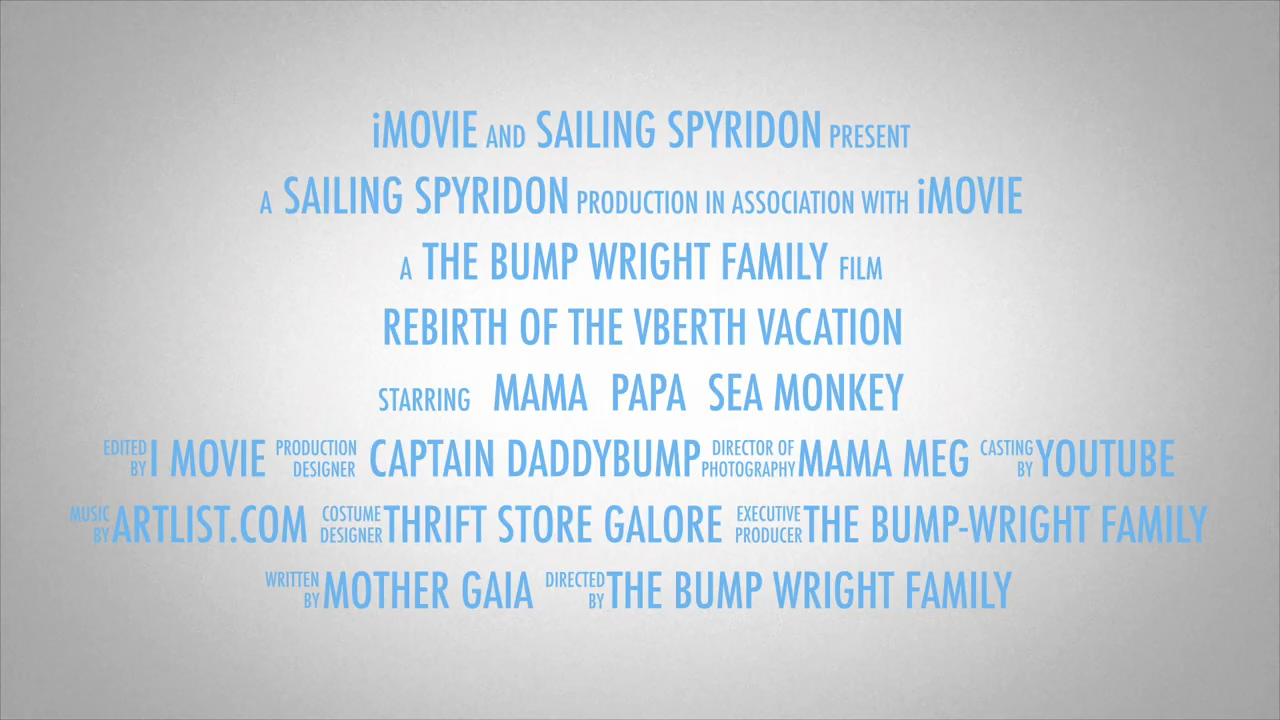 iMOVIE AND SAILING SPYRIDON PRESENT
A SAILING SPYRIDON PRODUCTION IN ASSOCIATION WITH iMOVIE
A THE BUMP WRIGHT FAMILY FILM
REBIRTH OF THE VBERTH VACATION
STARRING MAMA PAPA SEA MONKEY
EDITED BY I MOVIE PRODUCTION DESIGNER CAPTAIN DADDYBUMP DIRECTOR OF PHOTOGRAPHY MAMA MEG CASTING BY YOUTUBE
MUSIC BY ARTLIST.COM COSTUME DESIGNER THRIFT STORE GALORE EXECUTIVE PRODUCER THE BUMP-WRIGHT FAMILY
WRITTEN BY MOTHER GAIA DIRECTED BY THE BUMP WRIGHT FAMILY